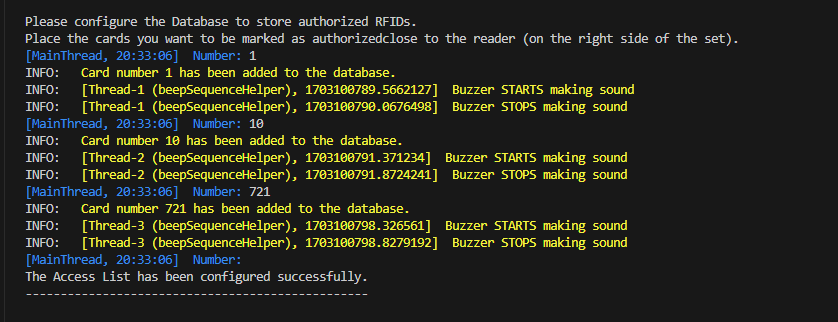 Please configure the Database to store authorized RFIDs.
Place the cards you want to be marked as authorizedclose to the reader (on the right side of the set).
[MainThread, 20:33:06]  Number: 1
INFO:   Card number 1 has been added to the database.
INFO:   [Thread-1 (beepSequenceHelper), 1703100789.5662127]  Buzzer STARTS making sound
INFO:   [Thread-1 (beepSequenceHelper), 1703100790.0676498]  Buzzer STOPS making sound
[MainThread, 20:33:06]  Number: 10
INFO:   Card number 10 has been added to the database.
INFO:   [Thread-2 (beepSequenceHelper), 1703100791.371234]  Buzzer STARTS making sound
INFO:   [Thread-2 (beepSequenceHelper), 1703100791.8724241]  Buzzer STOPS making sound
[MainThread, 20:33:06]  Number: 721
INFO:   Card number 721 has been added to the database.
INFO:   [Thread-3 (beepSequenceHelper), 1703100798.326561]  Buzzer STARTS making sound
INFO:   [Thread-3 (beepSequenceHelper), 1703100798.8279192]  Buzzer STOPS making sound
[MainThread, 20:33:06]  Number:
The Access List has been configured successfully.
-------------------------------------------------